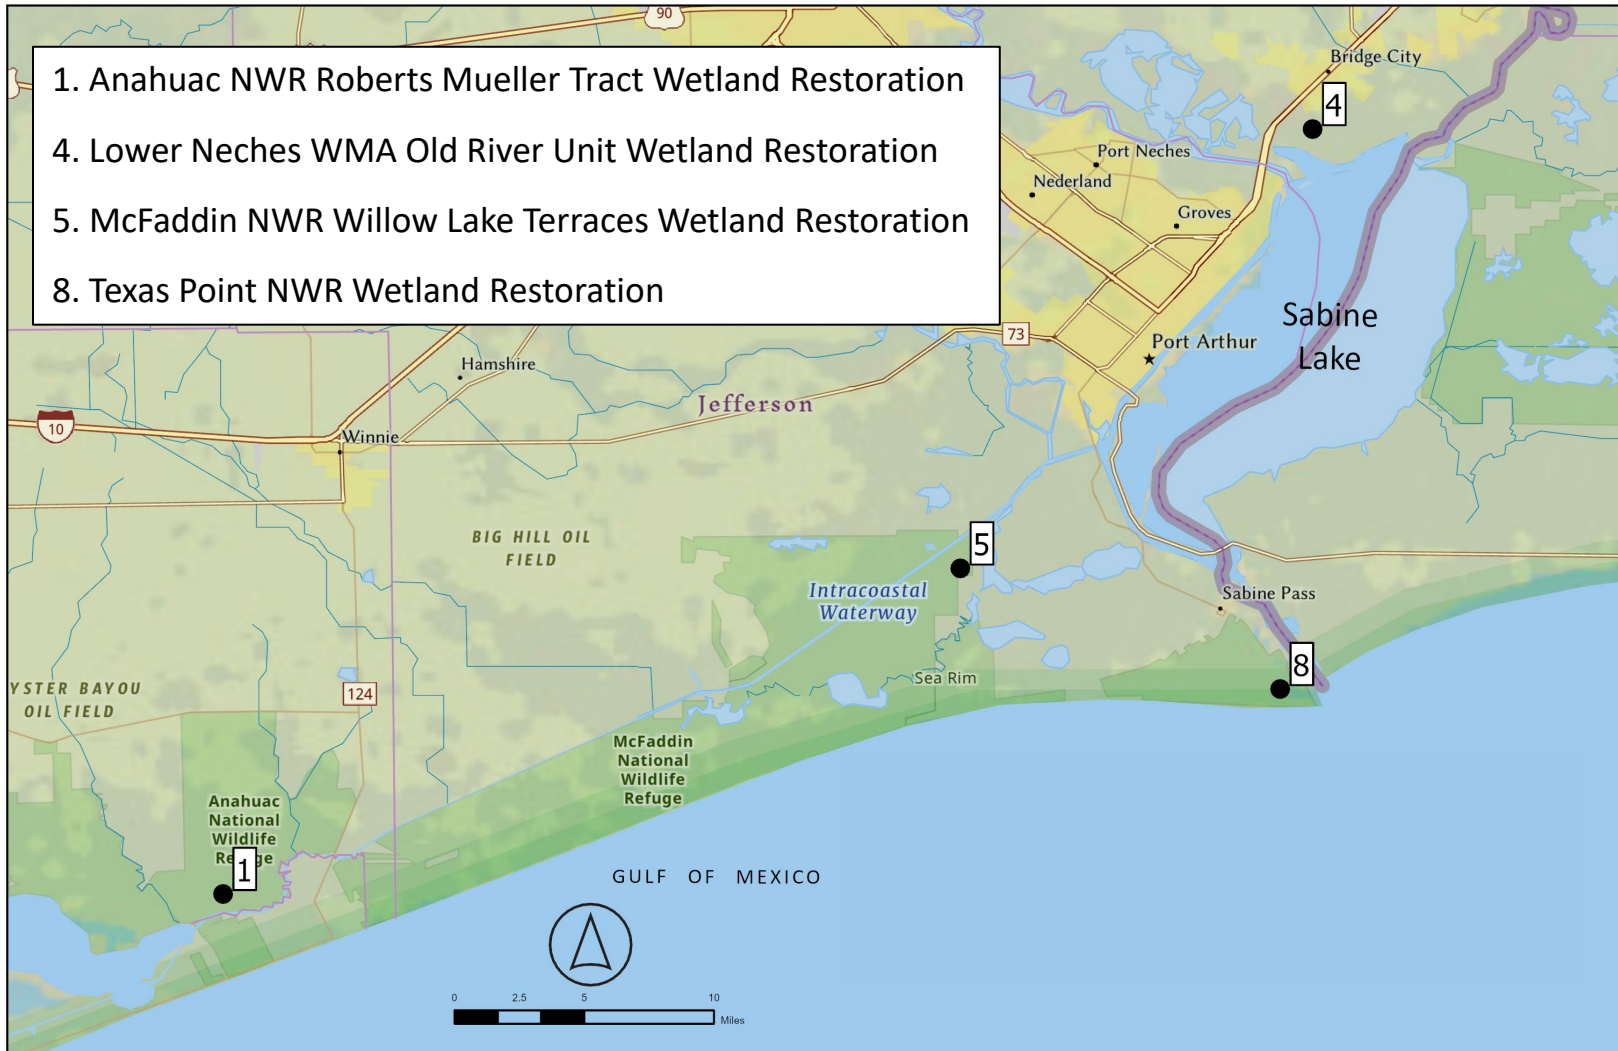 90
1. Anahuac NWR Roberts Mueller Tract Wetland Restoration
4. Lower Neches WMA Old River Unit Wetland Restoration
5. McFaddin NWR Willow Lake Terraces Wetland Restoration
8. Texas Point NWR Wetland Restoration
Bridge City
4
Port Neches
Nederland
Groves
Sabine
Lake
73
Port Arthur
Hamshire
Jefferson
10
Winnie
BIG HILL OIL
FIELD
5
Intracoastal
Waterway
Sabine Pass
8
Sea Rim
YSTER BAYOU
OIL FIELD
124
McFaddin
National
Wildlife
Refuge
Anahuac
National
Wildlife
Re ge
1
GULF OF MEXICO
0 2.5 5 10
Miles